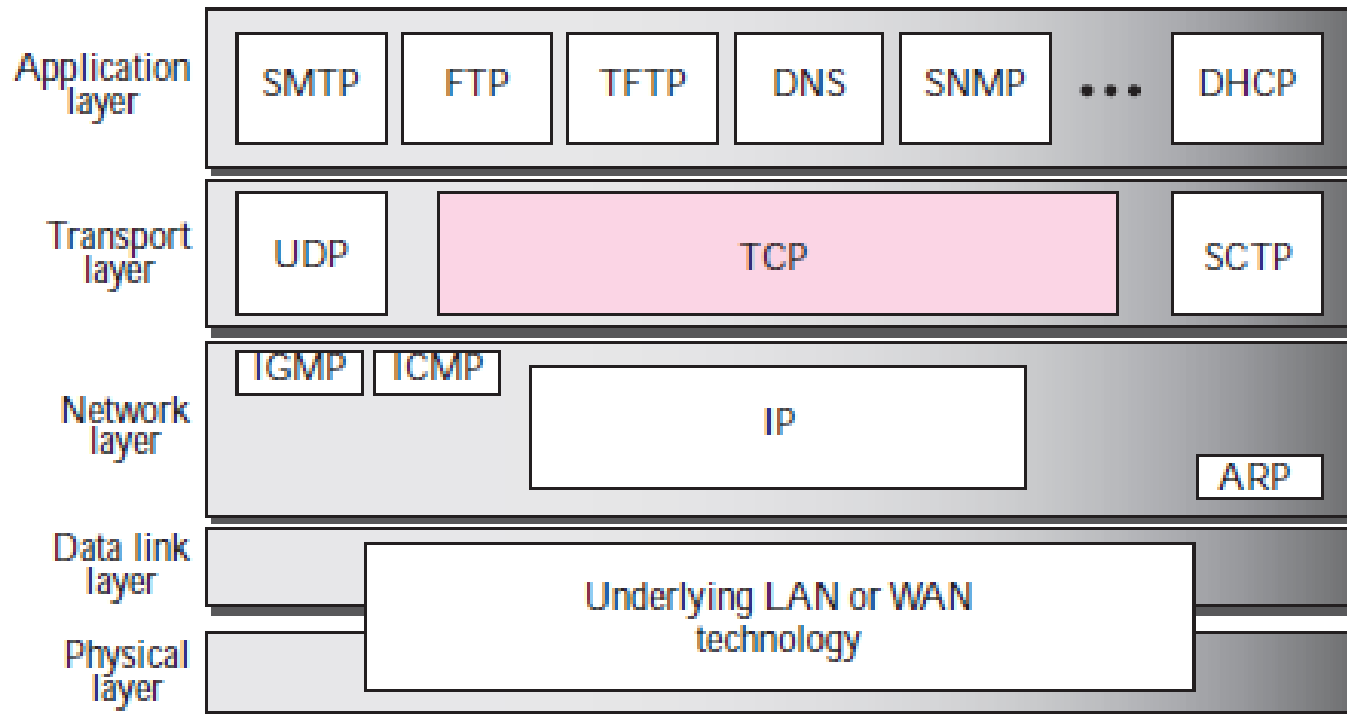 Application
layer
SMTP
FTP
TFTP
DNS
SNMP
•••
DHCP
Transport
layer
UDP
TCP
SCTP
Network
layer
IGMP
ICMP
IP
ARP
Data link
layer
Underlying LAN or WAN
technology
Physical
layer